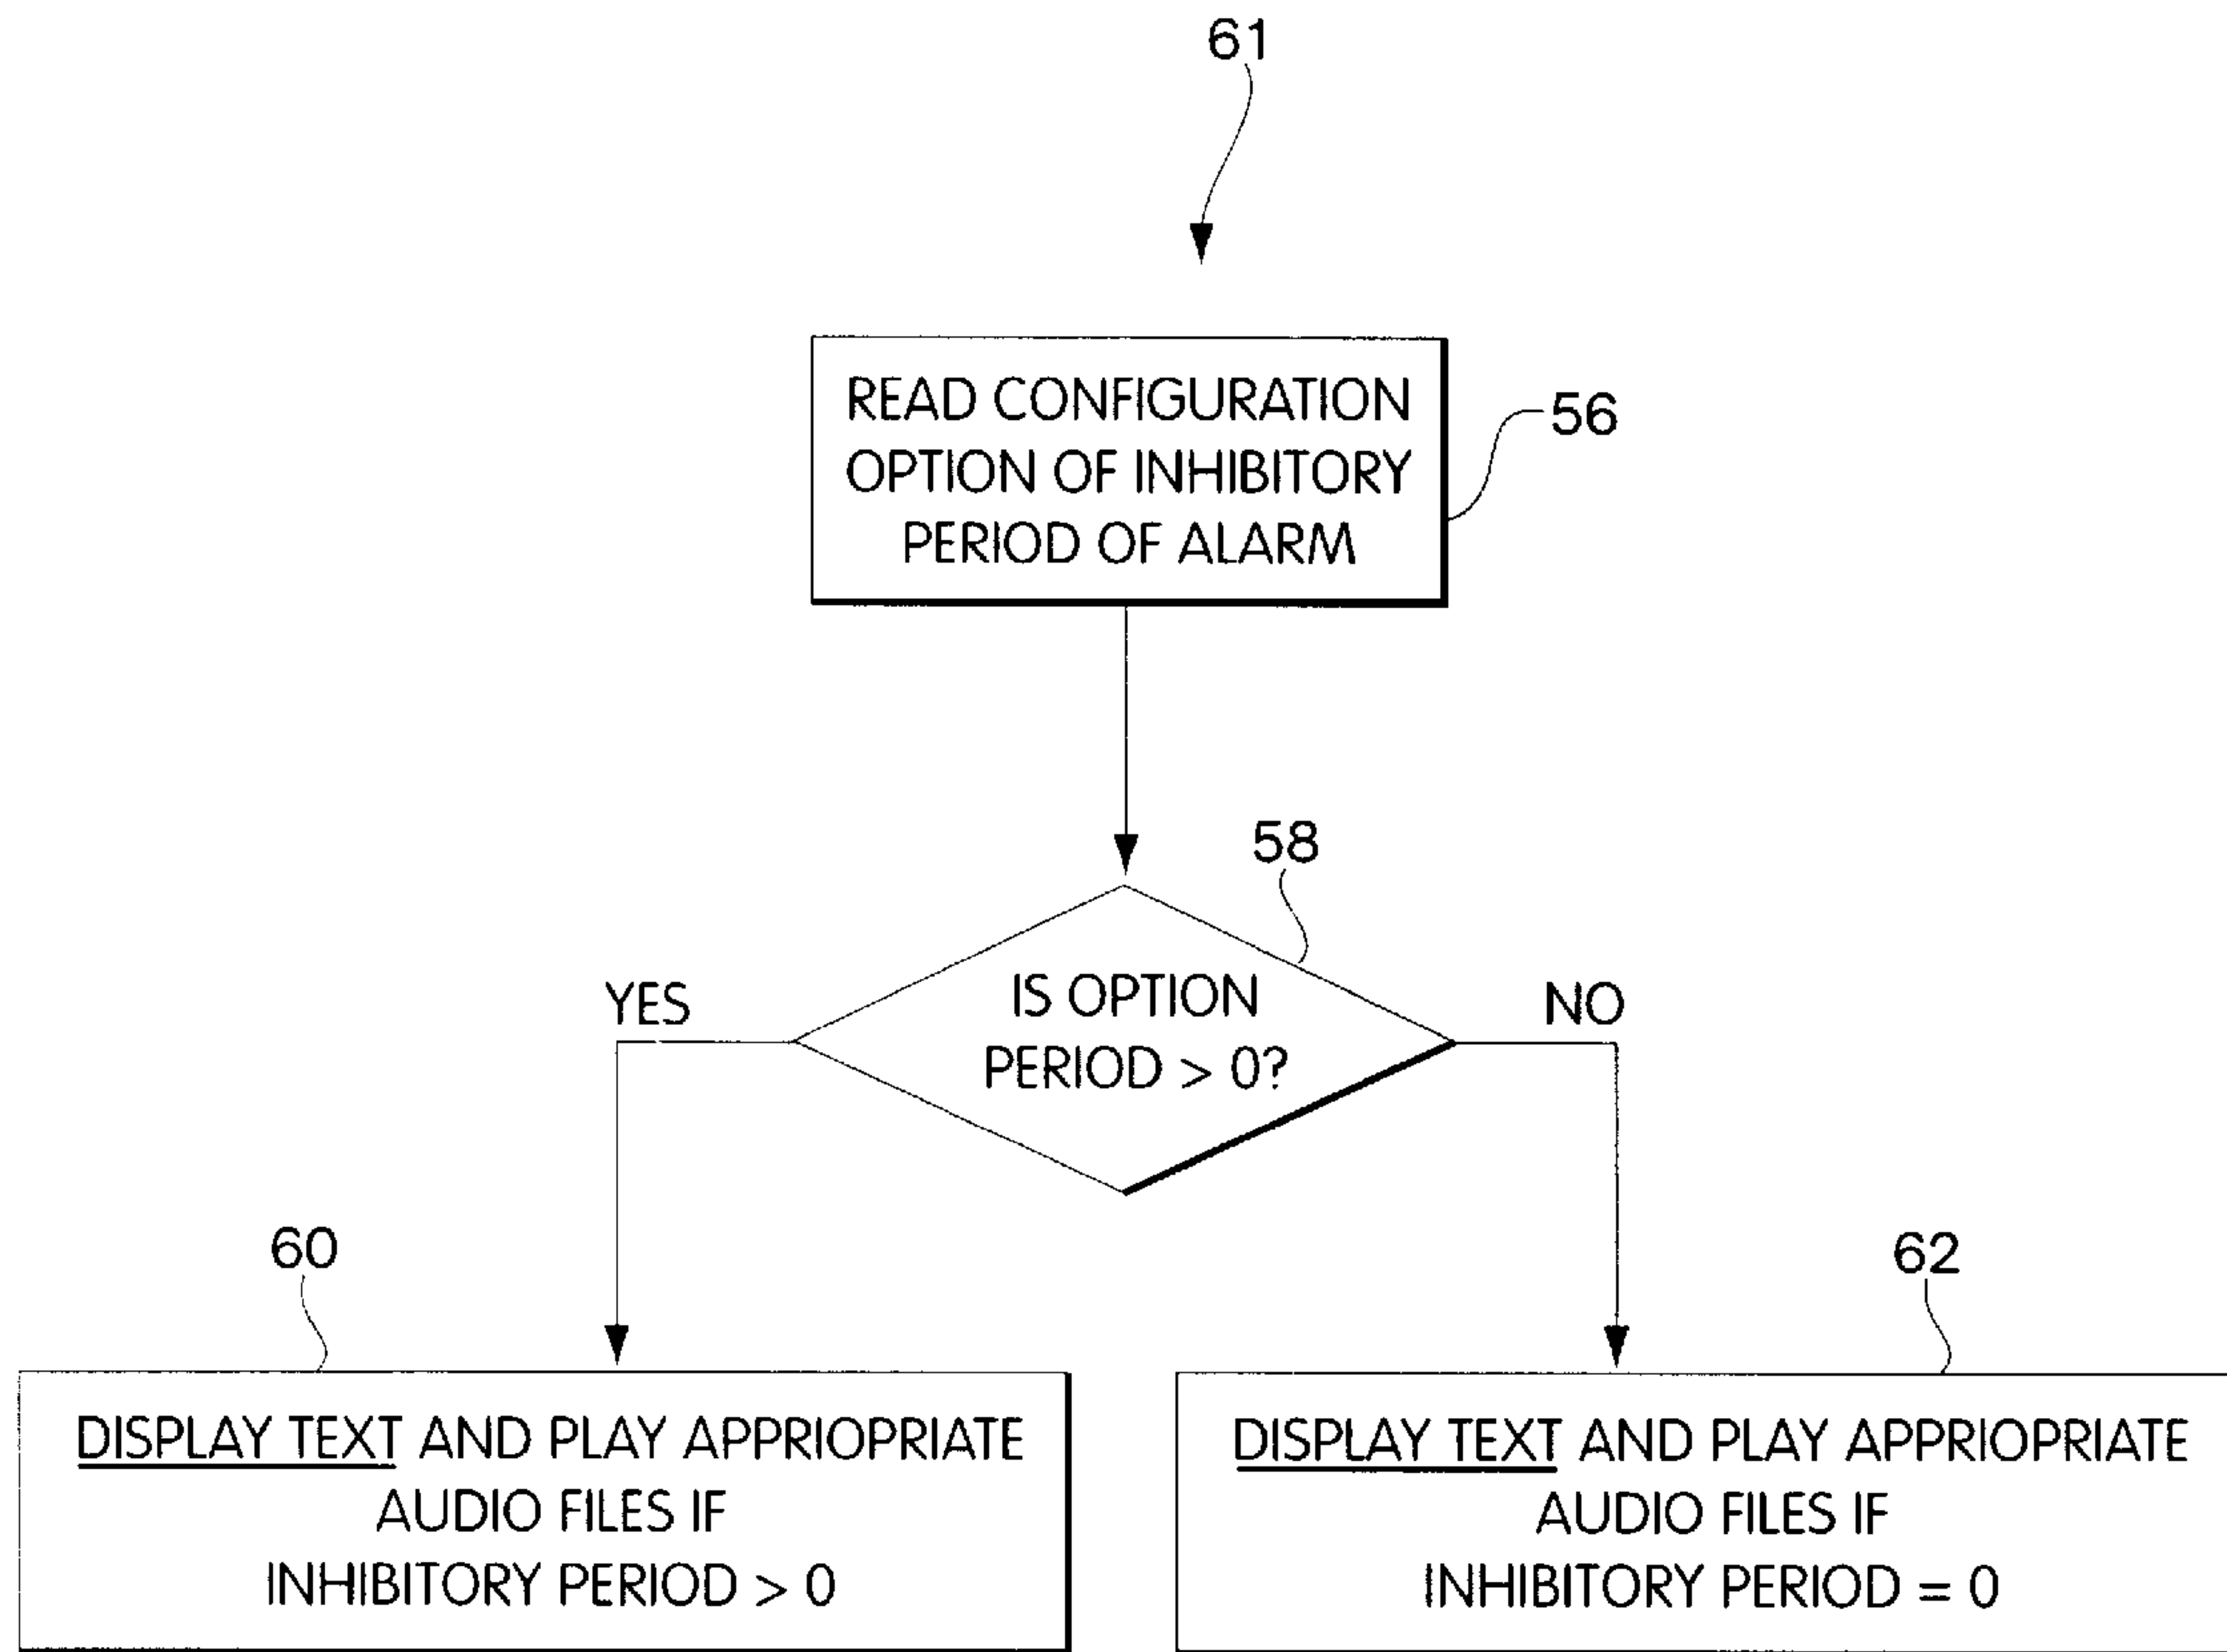 61
READ CONFIGURATION
OPTION OF INHIBITORY
PERIOD OF ALARM
56
58
IS OPTION
PERIOD > 0?
YES
NO
60
DISPLAY TEXT AND PLAY APPRIOPRIATE
AUDIO FILES IF
INHIBITORY PERIOD > 0
62
DISPLAY TEXT AND PLAY APPRIOPRIATE
AUDIO FILES IF
INHIBITORY PERIOD = 0